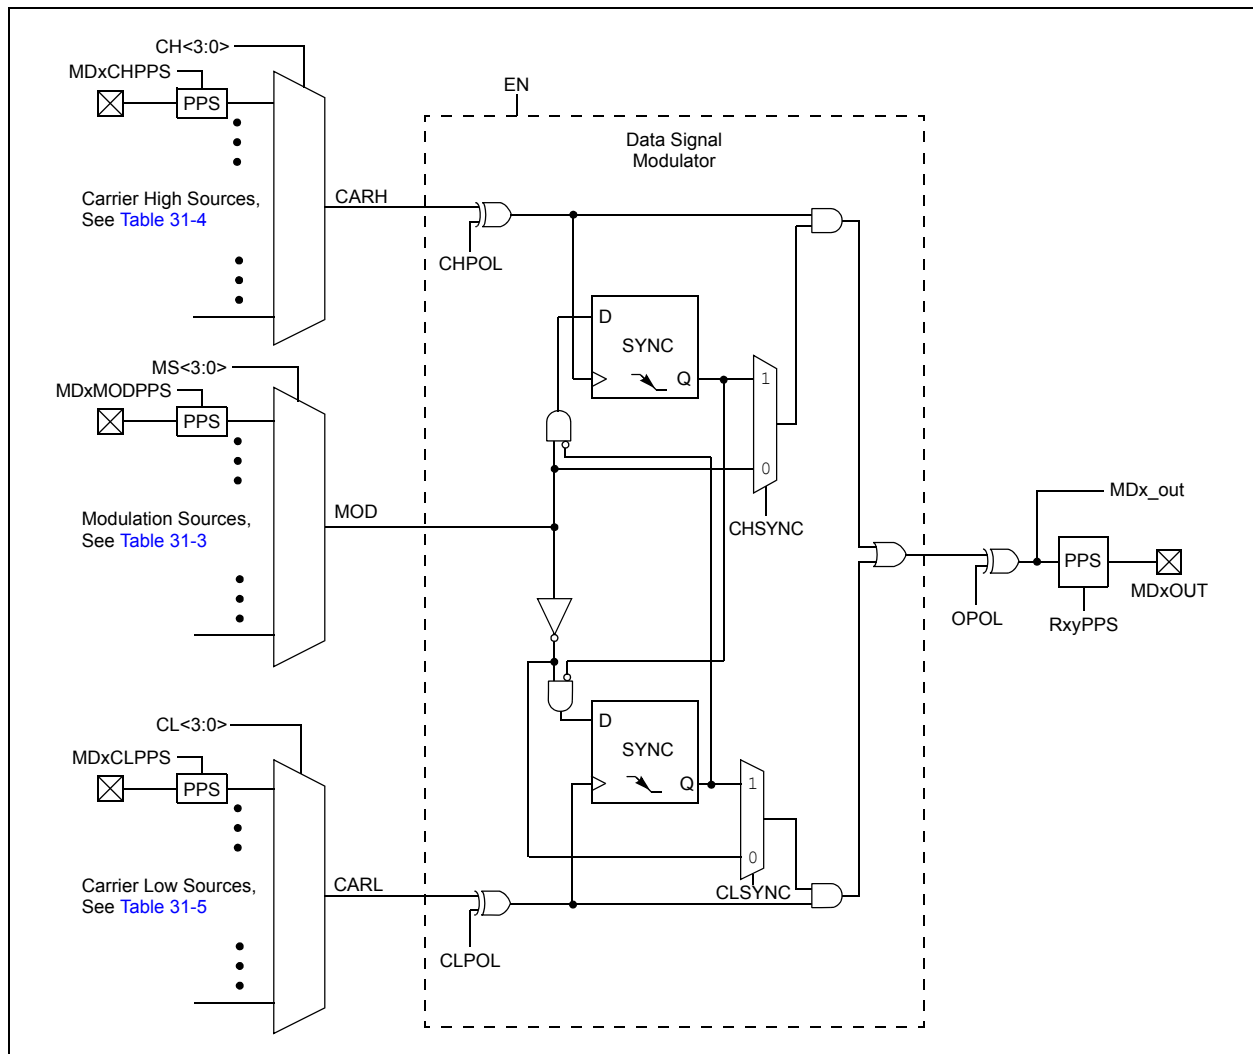 CH<3:0>
MDxCHPPS
PPS
Carrier High Sources,
See Table 31-4
CARH
MS<3:0>
MDxMODPPS
PPS
Modulation Sources,
See Table 31-3
MOD
CL<3:0>
MDxCLPPS
PPS
Carrier Low Sources,
See Table 31-5
CARL
EN
Data Signal
Modulator
CHPOL
D
SYNC
Q
1
0
CHSYNC
D
SYNC
Q
1
0
CLSYNC
CLPOL
OPOL
MDx_out
PPS
MDxOUT
RxyPPS